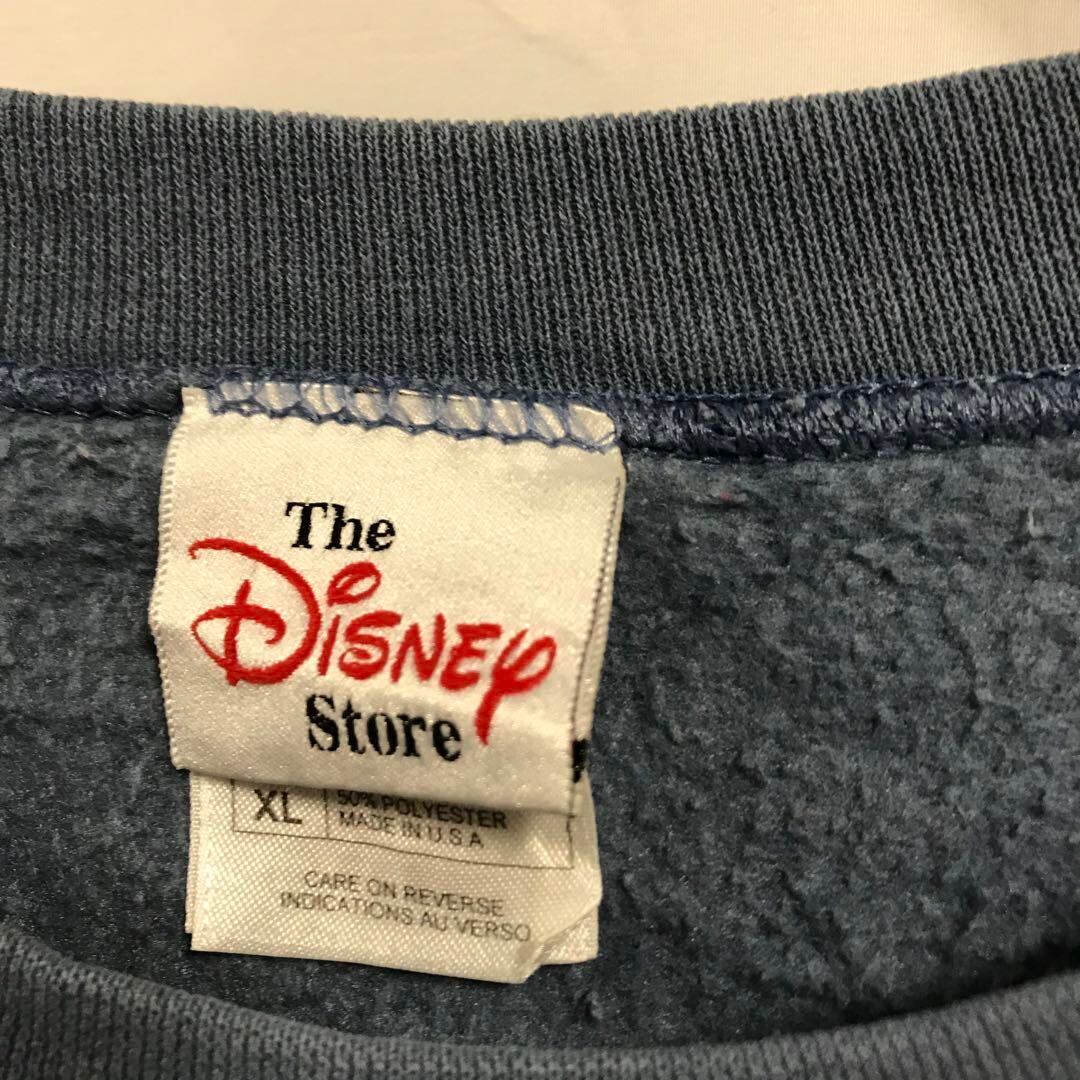 The
Disney
Store
XL
50% POLYESTER
MADE IN U S A
CARE ON REVERSE
INDICATIONS AU VERSO